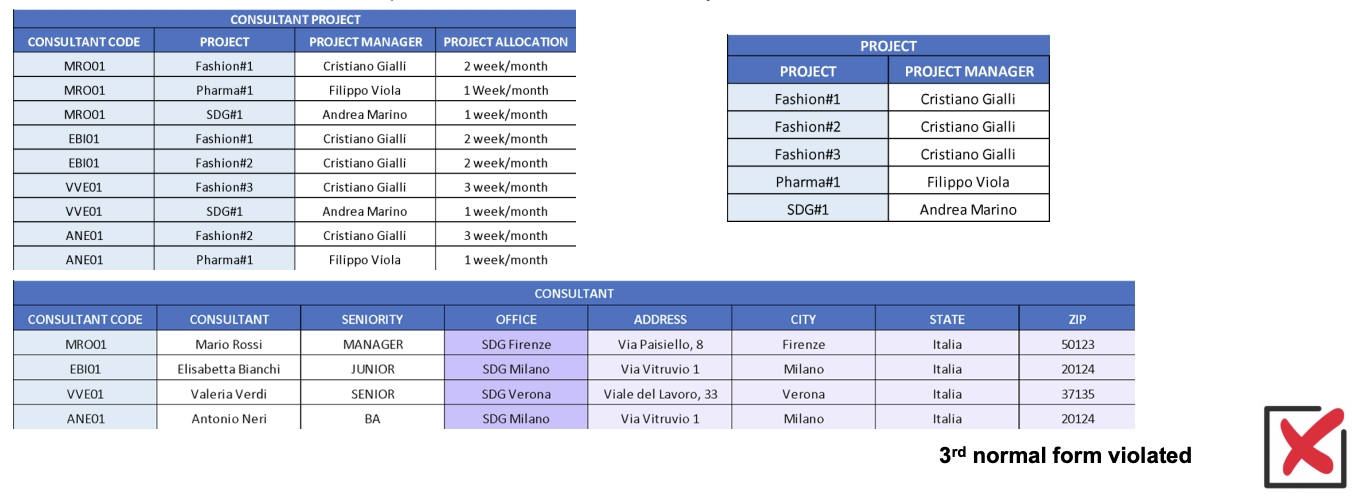 CONSULTANT PROJECT
CONSULTANT CODE PROJECT PROJECT MANAGER PROJECT ALLOCATION
MRO01 Fashion#1 Cristiano Gialli 2 week/month
MRO01 Pharma#1 Filippo Viola 1 Week/month
MRO01 SDG#1 Andrea Marino 1 week/month
EBI01 Fashion#1 Cristiano Gialli 2 week/month
EBI01 Fashion#2 Cristiano Gialli 2 week/month
VVE01 Fashion#3 Cristiano Gialli 3 week/month
VVE01 SDG#1 Andrea Marino 1 week/month
ANE01 Fashion#2 Cristiano Gialli 3 week/month
ANE01 Pharma#1 Filippo Viola 1 week/month
PROJECT
PROJECT PROJECT MANAGER
Fashion#1 Cristiano Gialli
Fashion#2 Cristiano Gialli
Fashion#3 Cristiano Gialli
Pharma#1 Filippo Viola
SDG#1 Andrea Marino
CONSULTANT
CONSULTANT CODE CONSULTANT SENIORITY OFFICE ADDRESS CITY STATE ZIP
MRO01 Mario Rossi MANAGER SDG Firenze Via Paisiello, 8 Firenze Italia 50123
EBI01 Elisabetta Bianchi JUNIOR SDG Milano Via Vitruvio 1 Milano Italia 20124
VVE01 Valeria Verdi SENIOR SDG Verona Viale del Lavoro, 33 Verona Italia 37135
ANE01 Antonio Neri BA SDG Milano Via Vitruvio 1 Milano Italia 20124
3rd normal form violated